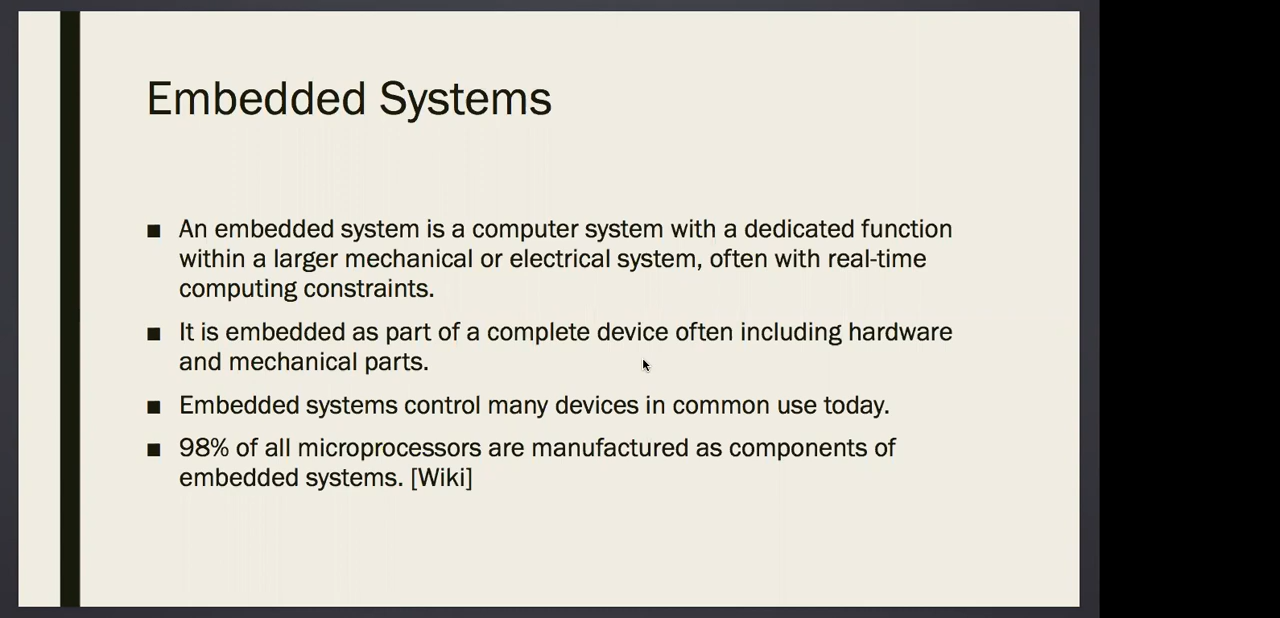 Embedded Systems
■ An embedded system is a computer system with a dedicated function
within a larger mechanical or electrical system, often with real-time
computing constraints.
■ It is embedded as part of a complete device often including hardware
and mechanical parts.
■ Embedded systems control many devices in common use today.
■ 98% of all microprocessors are manufactured as components of
embedded systems. [Wiki]